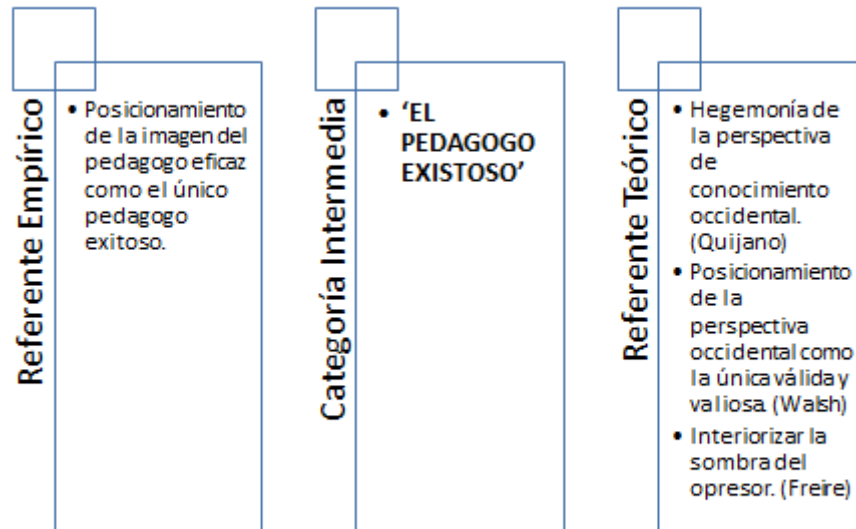 Referente Empírico
• Posicionamiento
de la imagen del
pedagogo eficaz
como el único
pedagogo
exitoso.
Categoría Intermedia
• ‘EL
PEDAGOGO
EXISTOSO’
Referente Teórico
• Hegemonía de
la perspectiva
de
conocimiento
occidental.
(Quijano)
• Posicionamiento
de la
perspectiva
occidental como
la única válida y
valiosa. (Walsh)
• Interiorizar la
sombra del
opresor. (Freire)